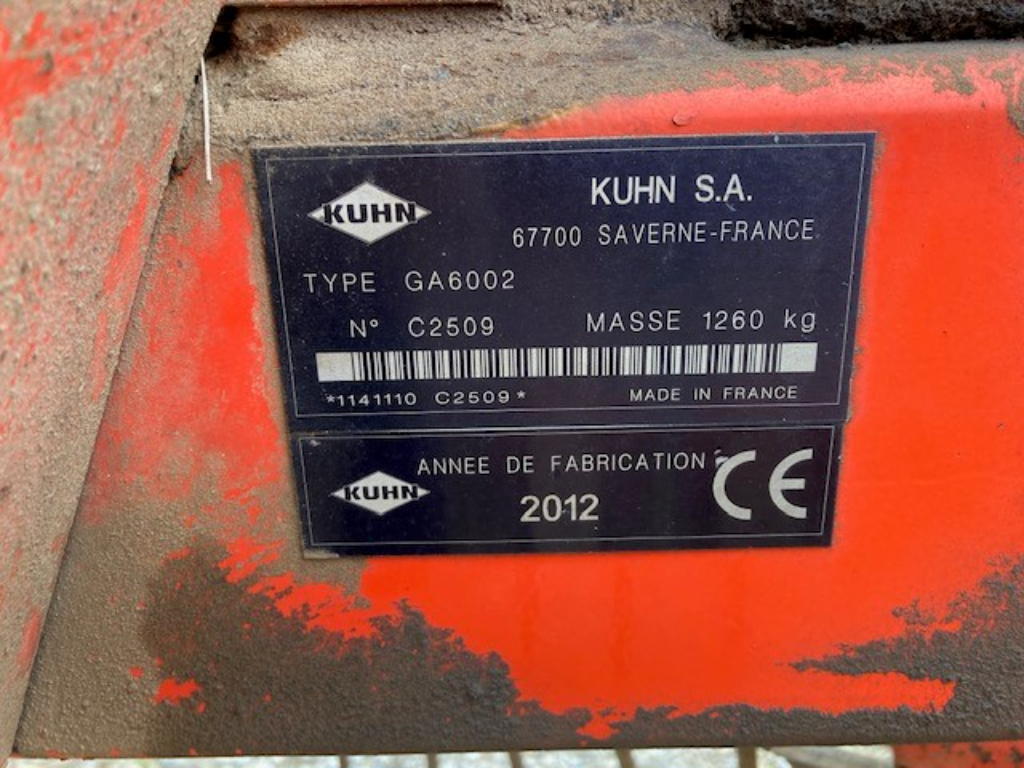 KUHN
KUHN S.A.
67700 SAVERNE-FRANCE
TYPE GA6002
N° C2509 MASSE 1260 kg
*1141110 C2509* MADE IN FRANCE
KUHN
ANNEE DE FABRICATION
2012
CE